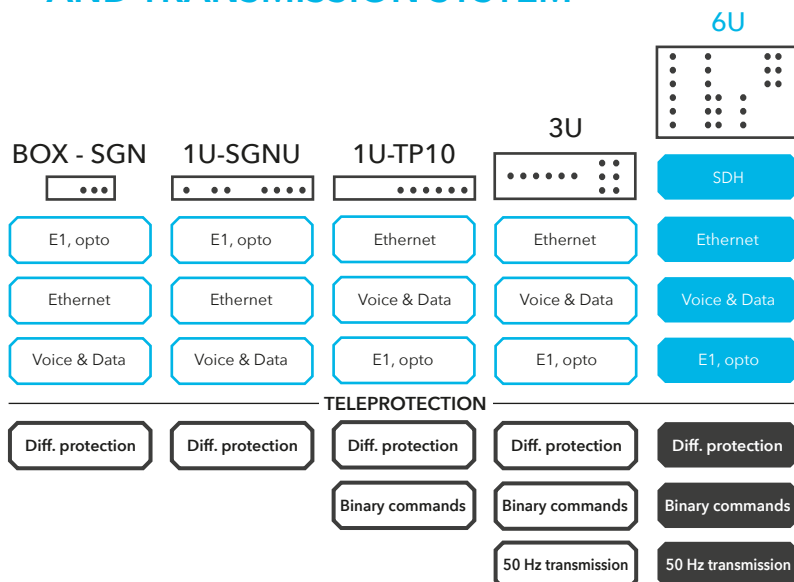 AND TRANSMISSION SYSTEM
6U
3U
BOX - SGN 1U-SGNU 1U-TP10
SDH
E1, opto E1, opto Ethernet Ethernet Ethernet
Ethernet Ethernet Voice & Data Voice & Data Voice & Data
Voice & Data Voice & Data E1, opto E1, opto E1, opto
TELEPROTECTION
Diff. protection Diff. protection Diff. protection Diff. protection Diff. protection
Binary commands Binary commands Binary commands
50 Hz transmission 50 Hz transmission